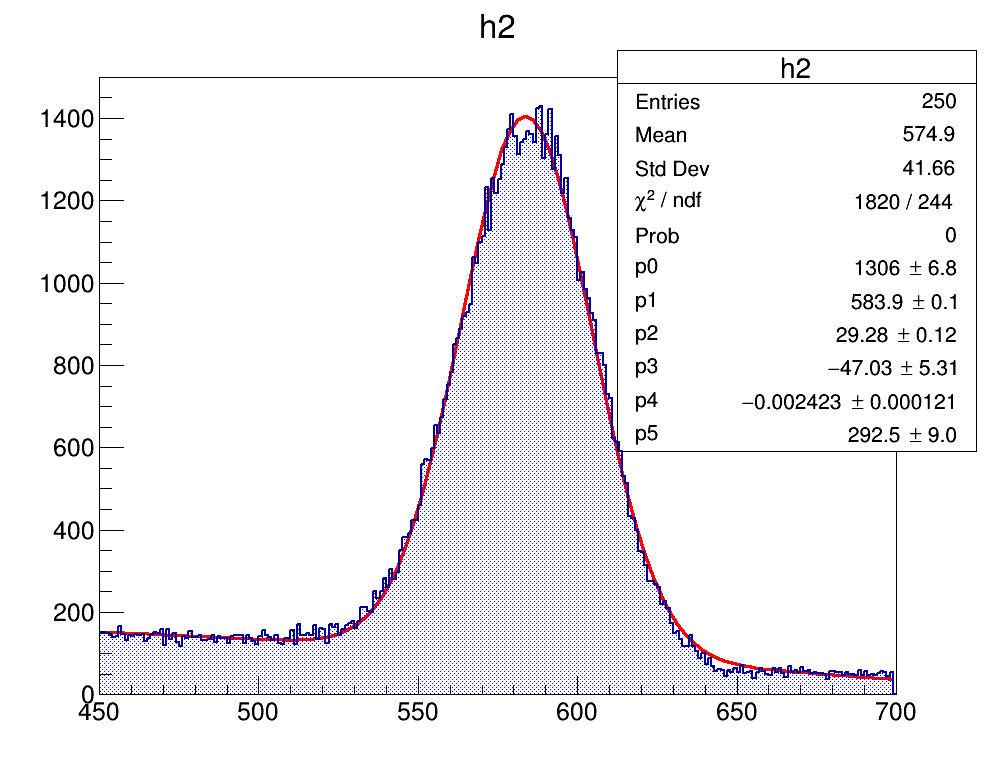 h2
h2
Entries 250
Mean 574.9
Std Dev 41.66
χ² / ndf 1820 / 244
Prob 0
p0 1306 ± 6.8
p1 583.9 ± 0.1
p2 29.28 ± 0.12
p3 −47.03 ± 5.31
p4 −0.002423 ± 0.000121
p5 292.5 ± 9.0
1400
1200
1000
800
600
400
200
0
450 500 550 600 650 700